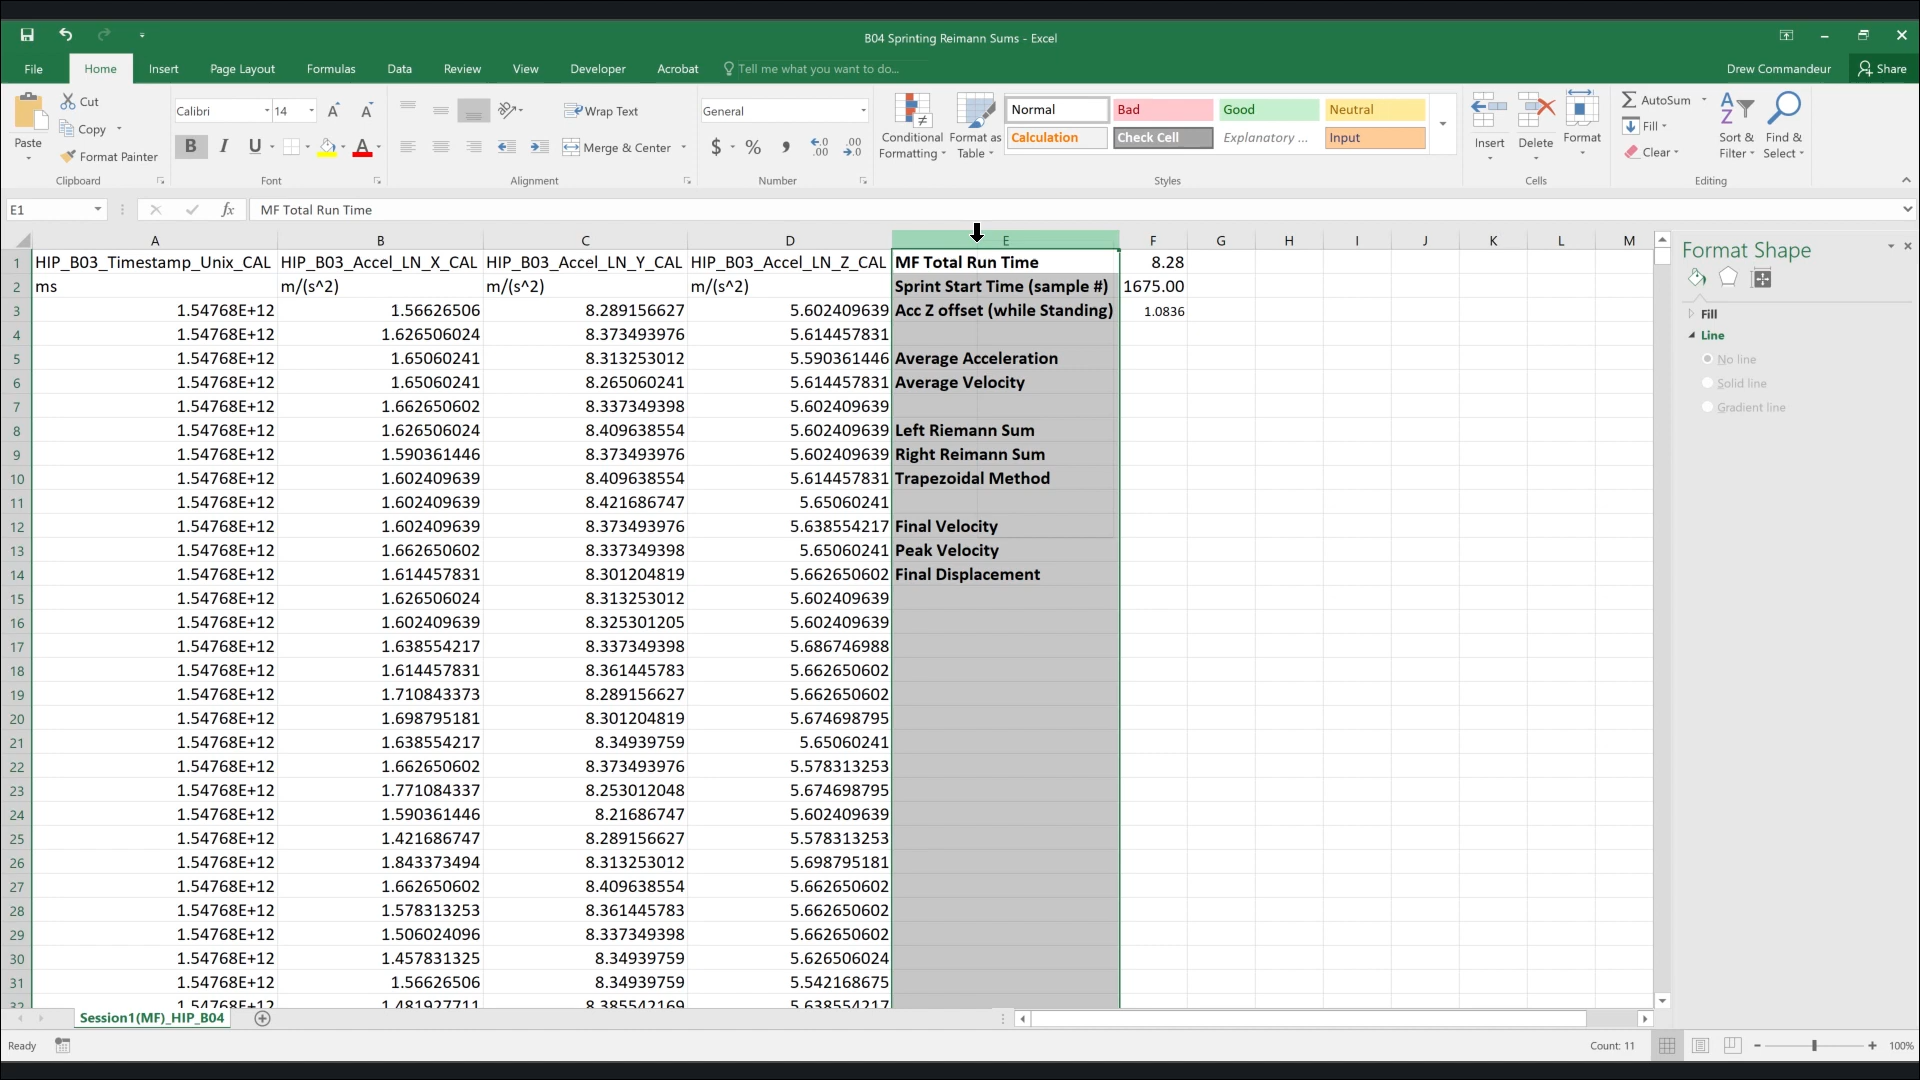 B04 Sprinting Reimann Sums - Excel
File Home Insert Page Layout Formulas Data Review View Developer Acrobat Tell me what you want to do... Drew Commandeur Share
Paste
Cut
Copy
Format Painter
Clipboard
Calibri 14
B I U
Font
Wrap Text
Merge & Center
Alignment
General
$ % ,
Number
Conditional Formatting
Format as Table
Normal Bad Good Neutral
Calculation Check Cell Explanatory ... Input
Styles
Insert Delete Format
Cells
AutoSum
Fill
Clear
Sort & Filter
Find & Select
Editing
E1 fx MF Total Run Time
A B C D E F G H I J K L M
1 HIP_B03_Timestamp_Unix_CAL HIP_B03_Accel_LN_X_CAL HIP_B03_Accel_LN_Y_CAL HIP_B03_Accel_LN_Z_CAL MF Total Run Time 8.28
2 ms m/(s^2) m/(s^2) m/(s^2) Sprint Start Time (sample #) 1675.00
3 1.54768E+12 1.56626506 8.289156627 5.602409639 Acc Z offset (while Standing) 1.0836
4 1.54768E+12 1.626506024 8.373493976 5.614457831
5 1.54768E+12 1.65060241 8.313253012 5.590361446 Average Acceleration
6 1.54768E+12 1.65060241 8.265060241 5.614457831 Average Velocity
7 1.54768E+12 1.662650602 8.337349398 5.602409639
8 1.54768E+12 1.626506024 8.409638554 5.602409639 Left Riemann Sum
9 1.54768E+12 1.590361446 8.373493976 5.602409639 Right Reimann Sum
10 1.54768E+12 1.602409639 8.409638554 5.614457831 Trapezoidal Method
11 1.54768E+12 1.602409639 8.421686747 5.65060241
12 1.54768E+12 1.602409639 8.373493976 5.638554217 Final Velocity
13 1.54768E+12 1.662650602 8.337349398 5.65060241 Peak Velocity
14 1.54768E+12 1.614457831 8.301204819 5.662650602 Final Displacement
15 1.54768E+12 1.626506024 8.313253012 5.602409639
16 1.54768E+12 1.602409639 8.325301205 5.602409639
17 1.54768E+12 1.638554217 8.337349398 5.686746988
18 1.54768E+12 1.614457831 8.361445783 5.662650602
19 1.54768E+12 1.710843373 8.289156627 5.662650602
20 1.54768E+12 1.698795181 8.301204819 5.674698795
21 1.54768E+12 1.638554217 8.34939759 5.65060241
22 1.54768E+12 1.662650602 8.373493976 5.578313253
23 1.54768E+12 1.771084337 8.253012048 5.674698795
24 1.54768E+12 1.590361446 8.21686747 5.602409639
25 1.54768E+12 1.421686747 8.289156627 5.578313253
26 1.54768E+12 1.843373494 8.313253012 5.698795181
27 1.54768E+12 1.662650602 8.409638554 5.662650602
28 1.54768E+12 1.578313253 8.361445783 5.662650602
29 1.54768E+12 1.506024096 8.337349398 5.662650602
30 1.54768E+12 1.457831325 8.34939759 5.626506024
31 1.54768E+12 1.56626506 8.34939759 5.542168675
32 1.54768E+12 1.481927711 8.385542169 5.638554217
Format Shape
Fill
Line
No line
Solid line
Gradient line
Session1(MF)_HIP_B04
Ready Count: 11 100%